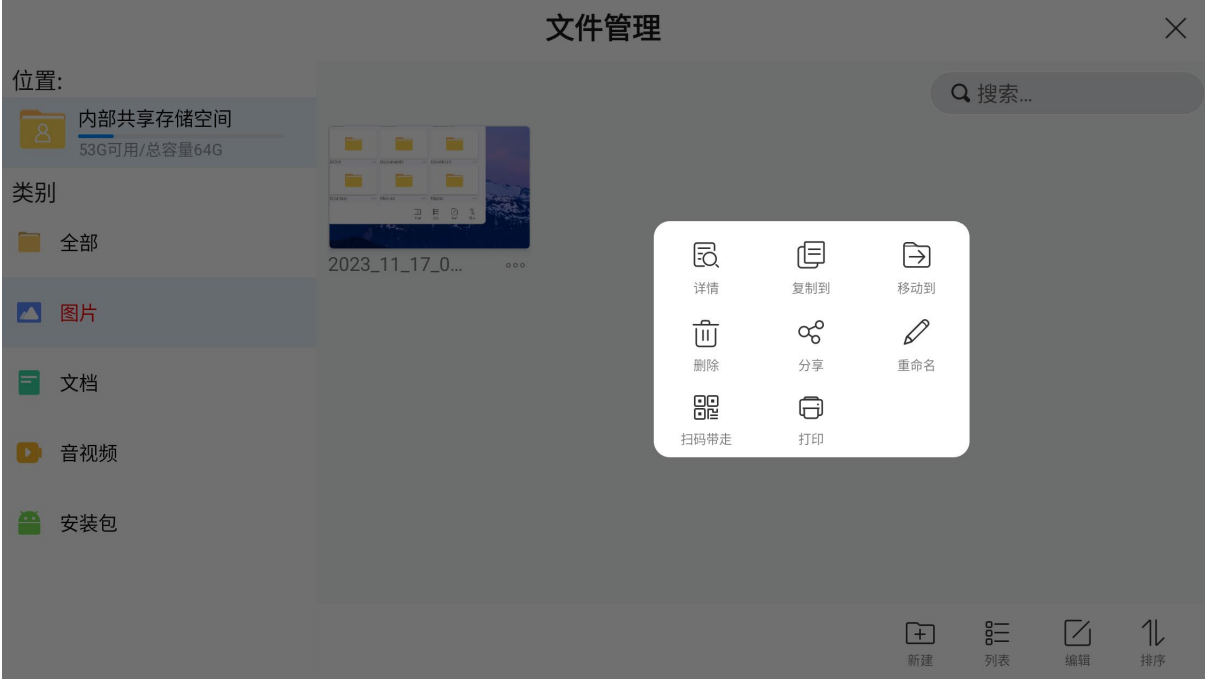 文件管理
位置:
内部共享存储空间
53G可用/总容量64G
类别
全部
图片
文档
音视频
安装包
搜索...
2023_11_17_0...
详情
复制到
移动到
删除
分享
重命名
扫码带走
打印
新建
列表
编辑
排序